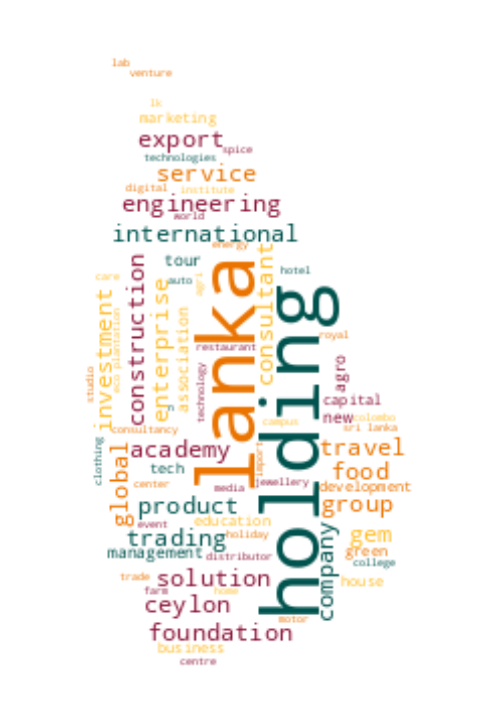 lab
venture
lk
marketing
export
spice
technologies
service
digital institute
engineering
world
international
energy
tour
hotel
auto
agri
care
construction
lanka
consultant
holding
enterprise
investment
association
eco plantation
royal
restaurant
agro
technology
studio
capital
new colombo
sri lanka
campus
consultancy
academy
travel
clothing
tech
import
food
global
center
media
jewellery
development
product
group
education
event
holiday
trading
gem
company
management
distributor
green
college
trade
solution
house
farm
home
ceylon
motor
foundation
business
centre